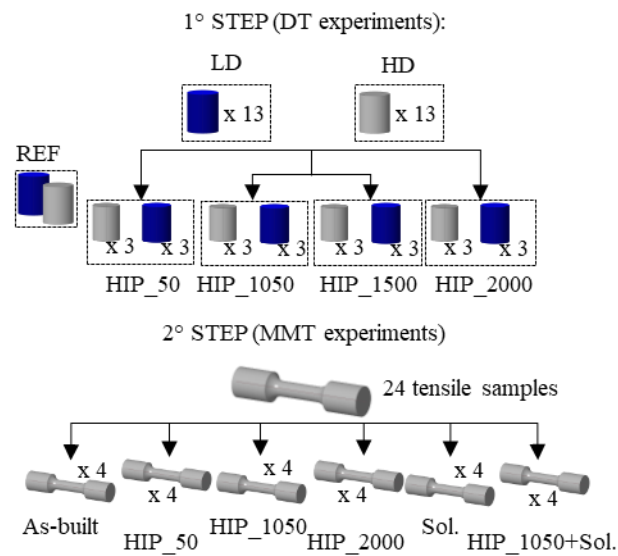 1° STEP (DT experiments):
LD HD
x 13 x 13
REF
x 3 x 3 x 3 x 3 x 3 x 3 x 3 x 3
HIP_50 HIP_1050 HIP_1500 HIP_2000
2° STEP (MMT experiments)
24 tensile samples
x 4 x 4 x 4 x 4 x 4 x 4
As-built HIP_50 HIP_1050 HIP_2000 Sol. HIP_1050+Sol.